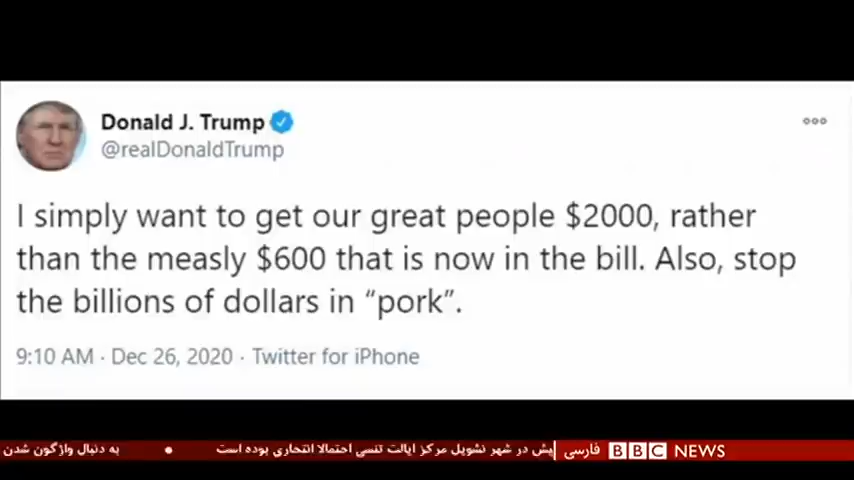 Donald J. Trump
@realDonaldTrump
I simply want to get our great people $2000, rather
than the measly $600 that is now in the bill. Also, stop
the billions of dollars in “pork”.
9:10 AM · Dec 26, 2020 · Twitter for iPhone
BBC NEWS فارسی
یش در شهر نشویل مرکز ایالت تنسی احتمالا انتحاری بوده است • به دنبال واژگون شدن